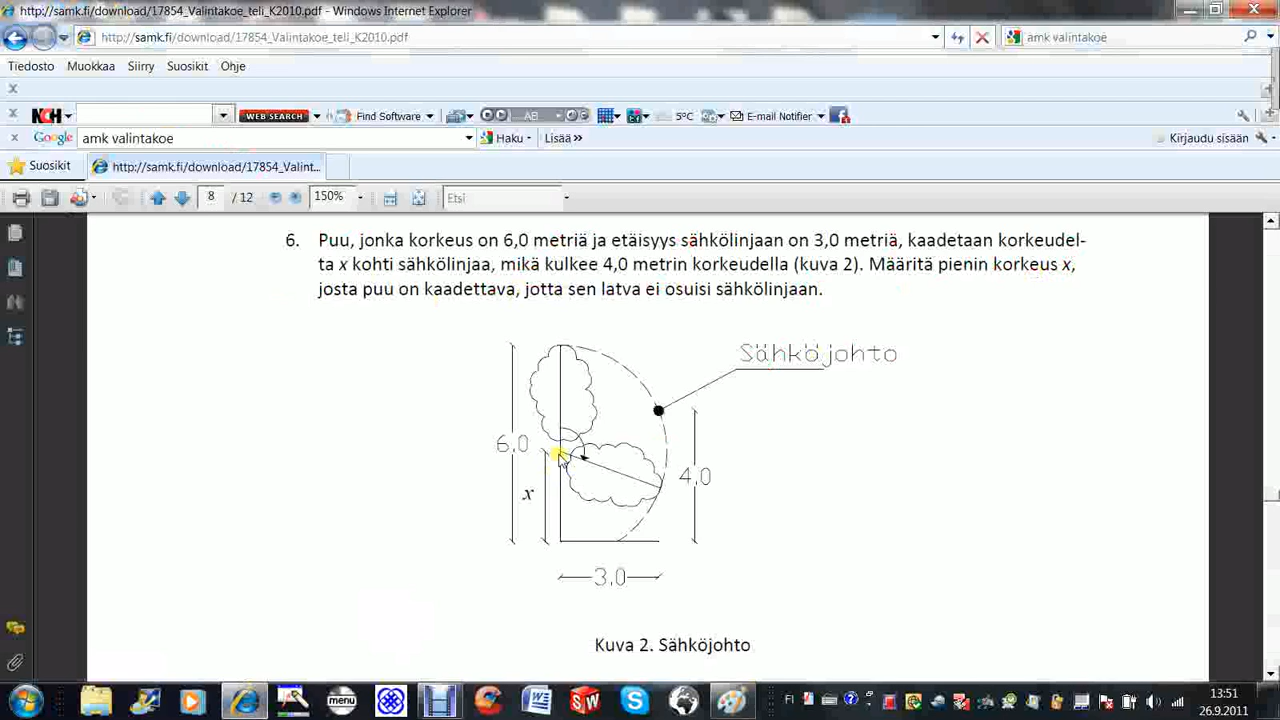 http://samk.fi/download/17854_Valintakoe_teli_K2010.pdf - Windows Internet Explorer
http://samk.fi/download/17854_Valintakoe_teli_K2010.pdf
amk valintakoe
Tiedosto Muokkaa Siirry Suosikit Ohje
x
x NCH WEB SEARCH Find Software AB 5°C E-Mail Notifier
x Google amk valintakoe Haku Lisää »» Kirjaudu sisään
Suosikit http://samk.fi/download/17854_Valint...
8 / 12 150% Etsi
6. Puu, jonka korkeus on 6,0 metriä ja etäisyys sähkölinjaan on 3,0 metriä, kaadetaan korkeudel-
ta x kohti sähkölinjaa, mikä kulkee 4,0 metrin korkeudella (kuva 2). Määritä pienin korkeus x,
josta puu on kaadettava, jotta sen latva ei osuisi sähkölinjaan.
Sähköjohto
6,0
4,0
x
3,0
Kuva 2. Sähköjohto
menu
FI
13:51
26.9.2011